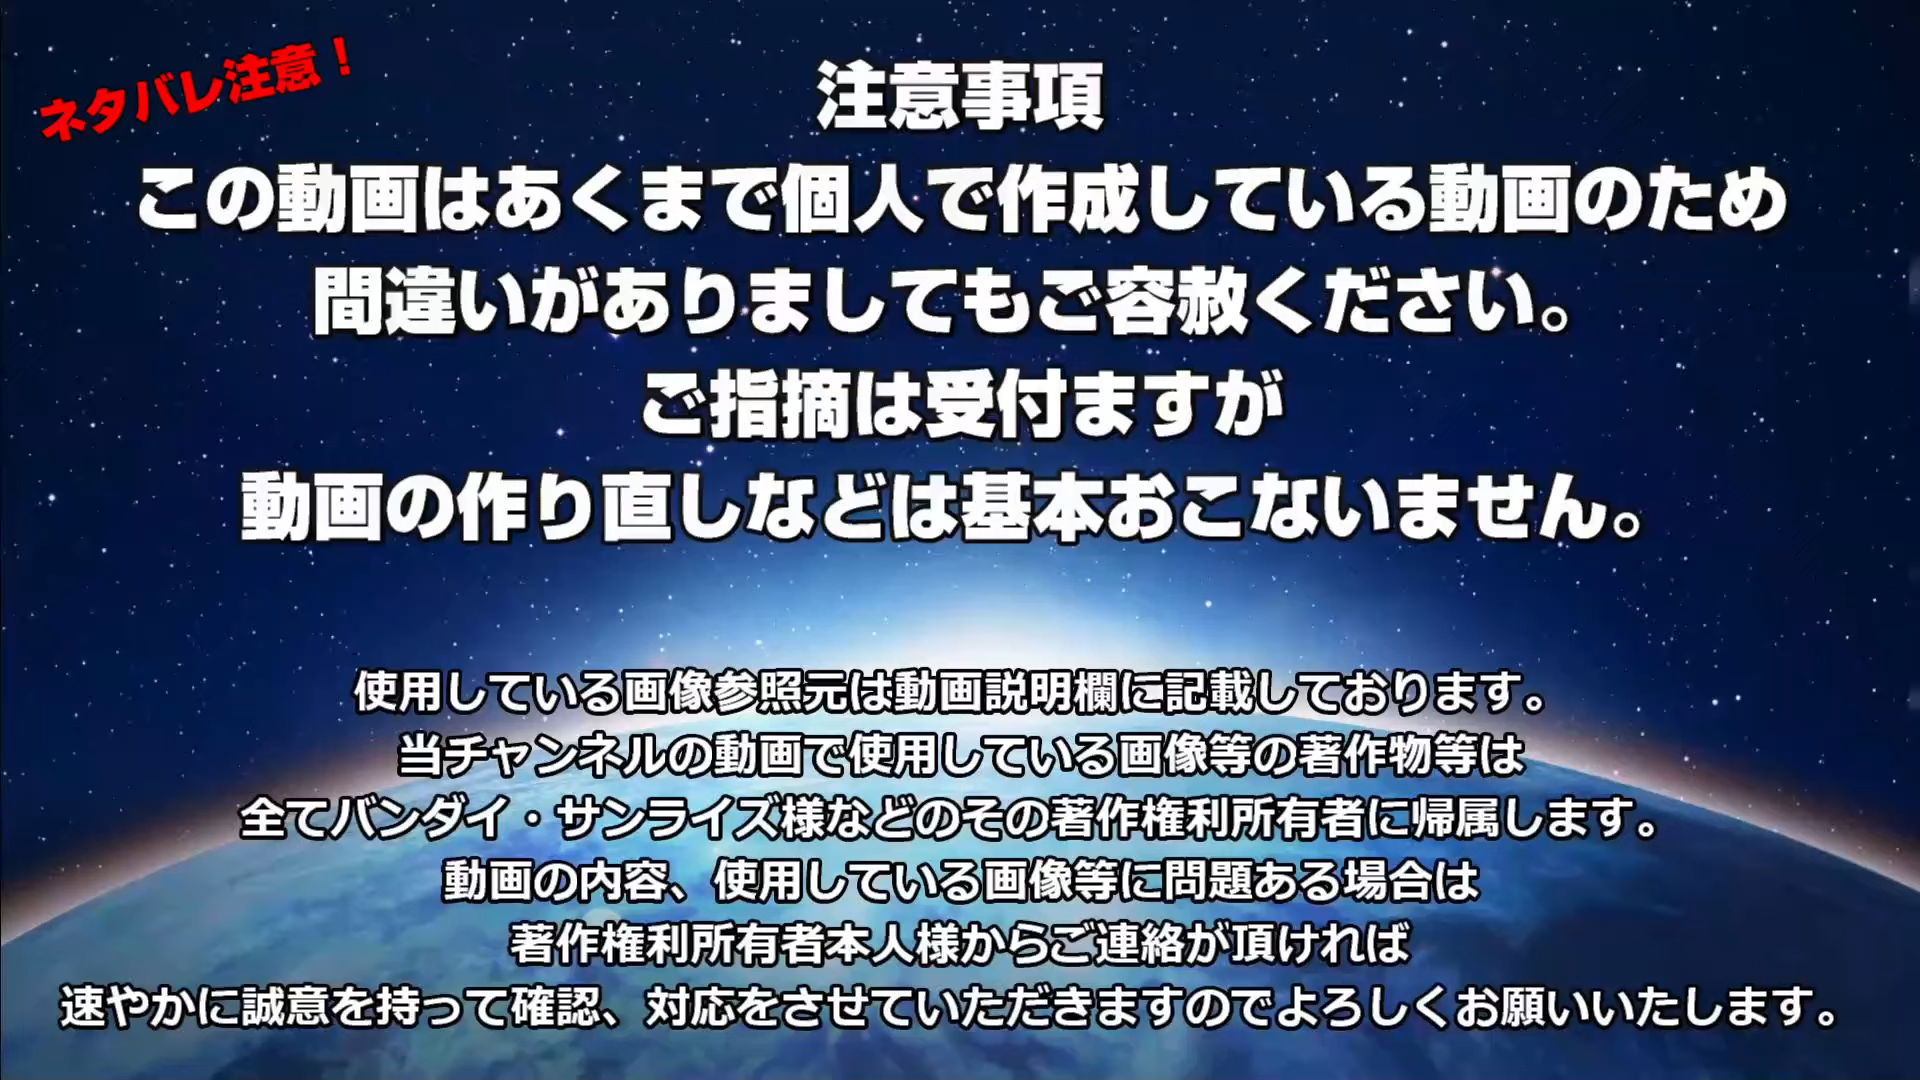 ネタバレ注意！
注意事項
この動画はあくまで個人で作成している動画のため
間違いがありましてもご容赦ください。
ご指摘は受付ますが
動画の作り直しなどは基本おこないません。
使用している画像参照元は動画説明欄に記載しております。
当チャンネルの動画で使用している画像等の著作物等は
全てバンダイ・サンライズ様などのその著作権利所有者に帰属します。
動画の内容、使用している画像等に問題ある場合は
著作権利所有者本人様からご連絡が頂ければ
速やかに誠意を持って確認、対応をさせていただきますのでよろしくお願いいたします。